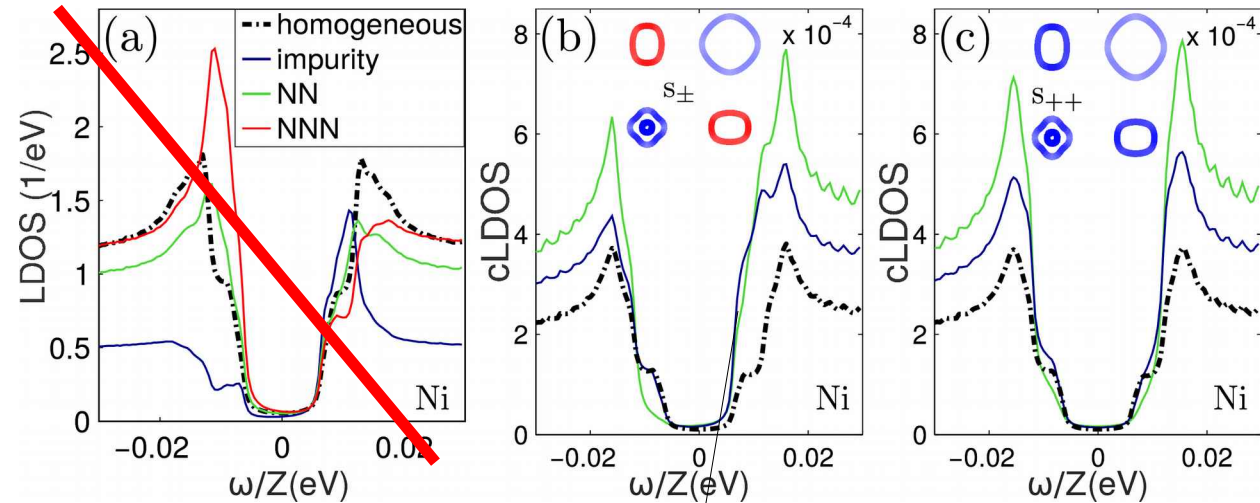 (a)
homogeneous
impurity
NN
NNN
2.5
2
1.5
1
0.5
0
LDOS (1/eV)
−0.02 0 0.02
ω/Z(eV)
Ni
(b)
x 10⁻⁴
s±
8
6
4
2
0
cLDOS
−0.02 0 0.02
ω/Z(eV)
Ni
(c)
x 10⁻⁴
s++
8
6
4
2
0
cLDOS
−0.02 0 0.02
ω/Z(eV)
Ni